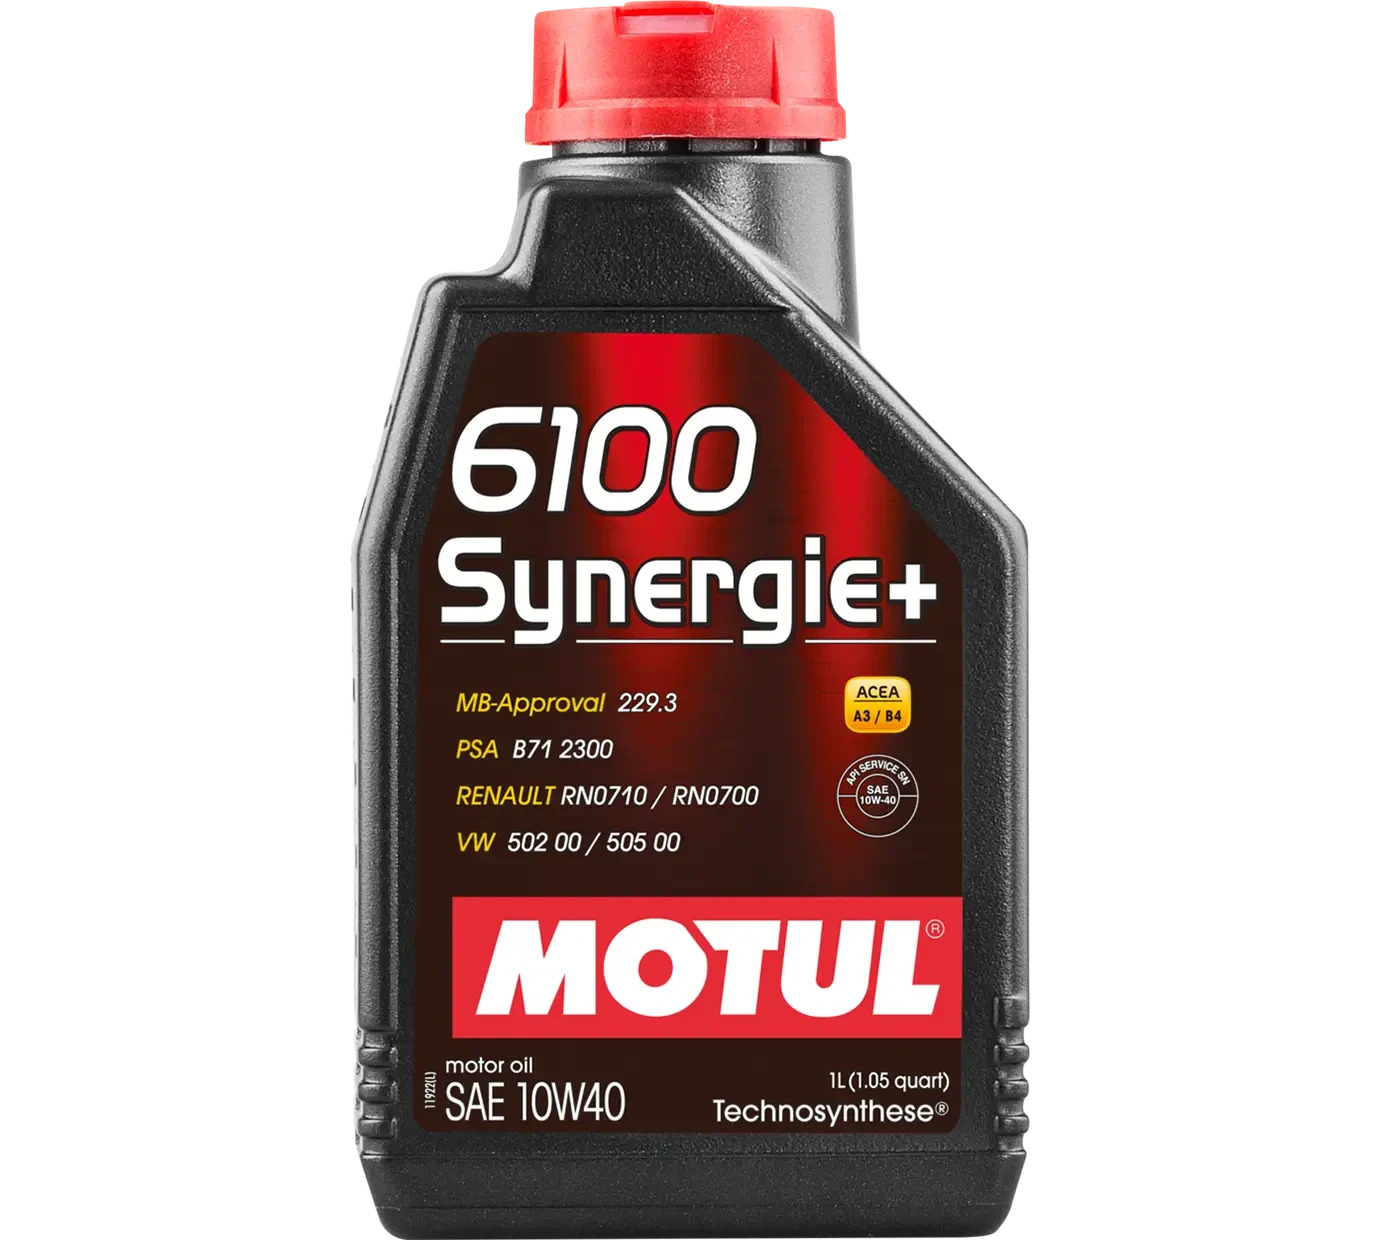 6100
Synergie+
MB-Approval 229.3
PSA B71 2300
RENAULT RN0710 / RN0700
VW 502 00 / 505 00
ACEA
A3 / B4
API SERVICE SN
SAE
10W-40
MOTUL®
motor oil
SAE 10W40
11922(L)
1L (1.05 quart)
Technosynthese®